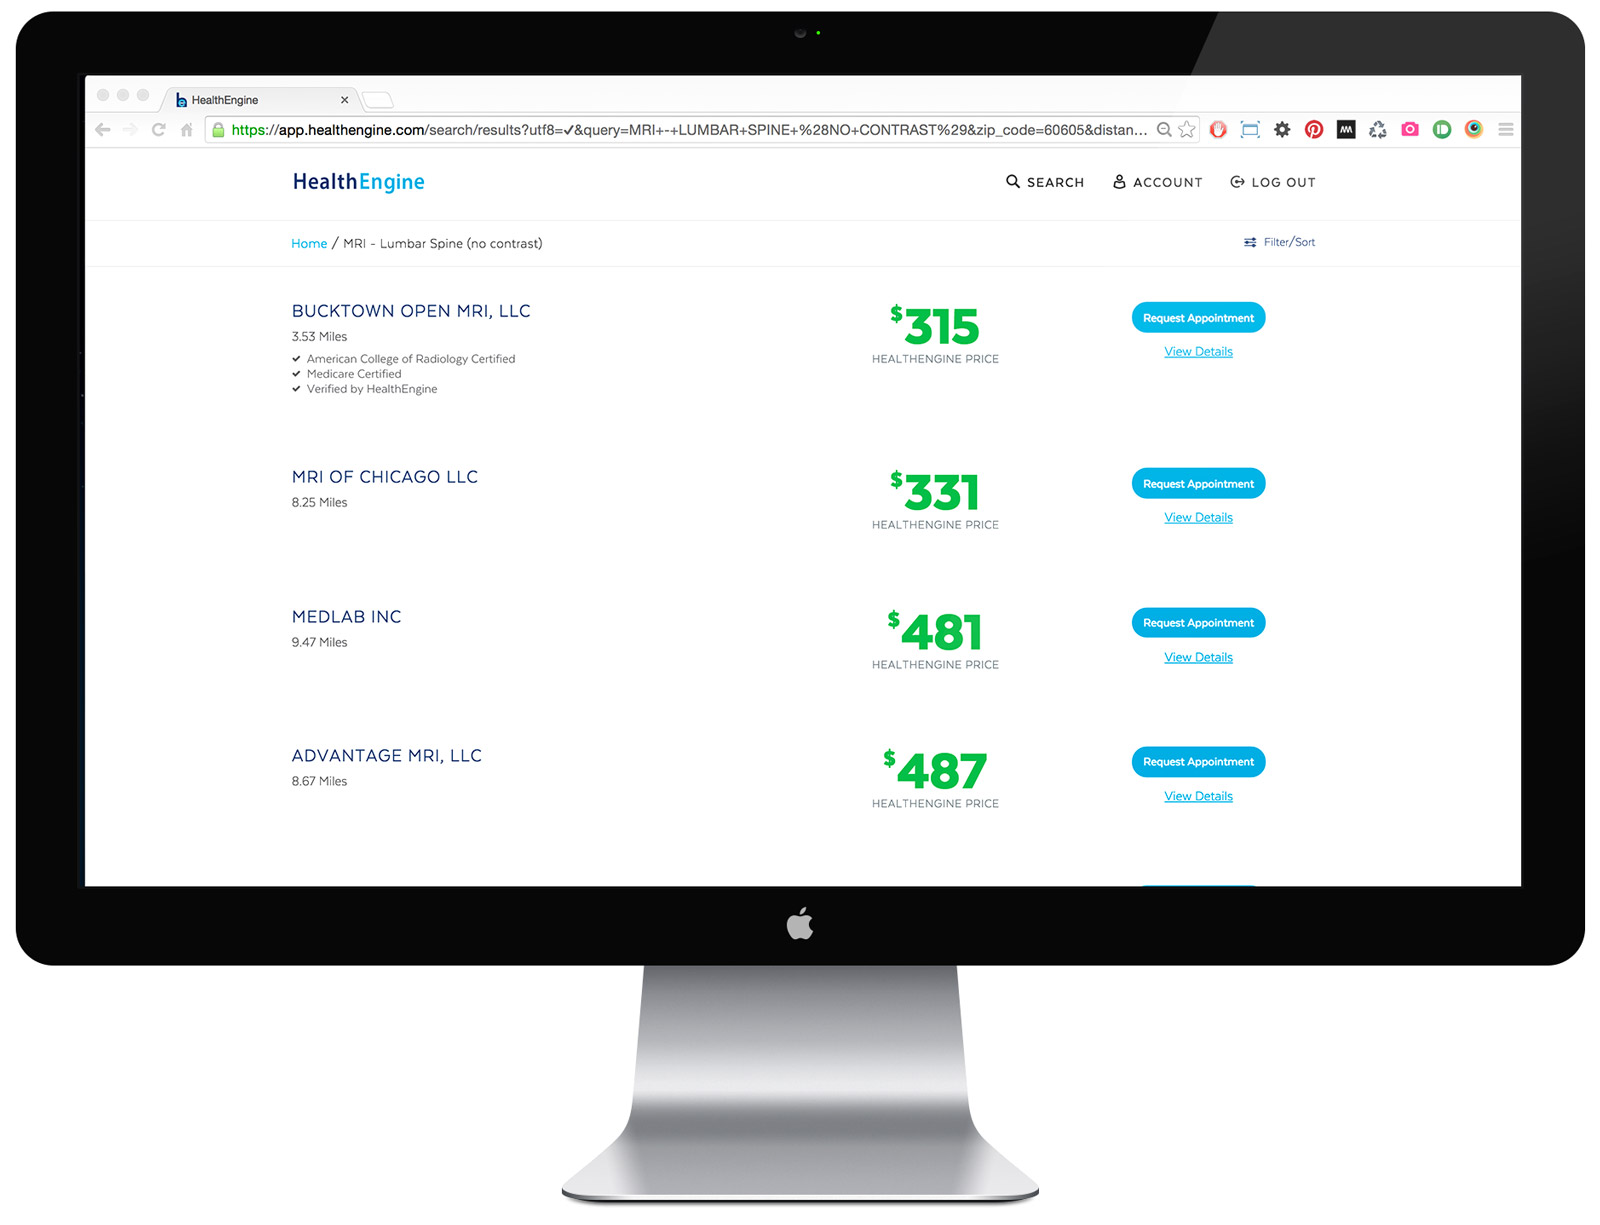 HealthEngine
https://app.healthengine.com/search/results?utf8=✓&query=MRI+-+LUMBAR+SPINE+%28NO+CONTRAST%29&zip_code=60605&distan...
HealthEngine
SEARCH ACCOUNT LOG OUT
Home / MRI - Lumbar Spine (no contrast) Filter/Sort
BUCKTOWN OPEN MRI, LLC
3.53 Miles
✓ American College of Radiology Certified
✓ Medicare Certified
✓ Verified by HealthEngine
$315
HEALTHENGINE PRICE
Request Appointment
View Details
MRI OF CHICAGO LLC
8.25 Miles
$331
HEALTHENGINE PRICE
Request Appointment
View Details
MEDLAB INC
9.47 Miles
$481
HEALTHENGINE PRICE
Request Appointment
View Details
ADVANTAGE MRI, LLC
8.67 Miles
$487
HEALTHENGINE PRICE
Request Appointment
View Details